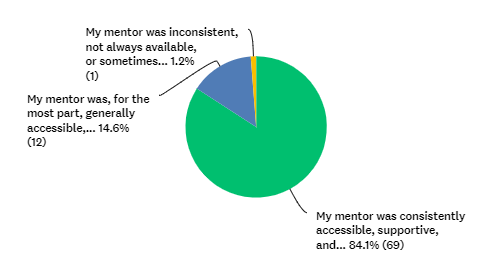 My mentor was inconsistent,
not always available,
or sometimes... 1.2%
(1)
My mentor was, for the
most part, generally
accessible,... 14.6%
(12)
My mentor was consistently
accessible, supportive,
and... 84.1% (69)